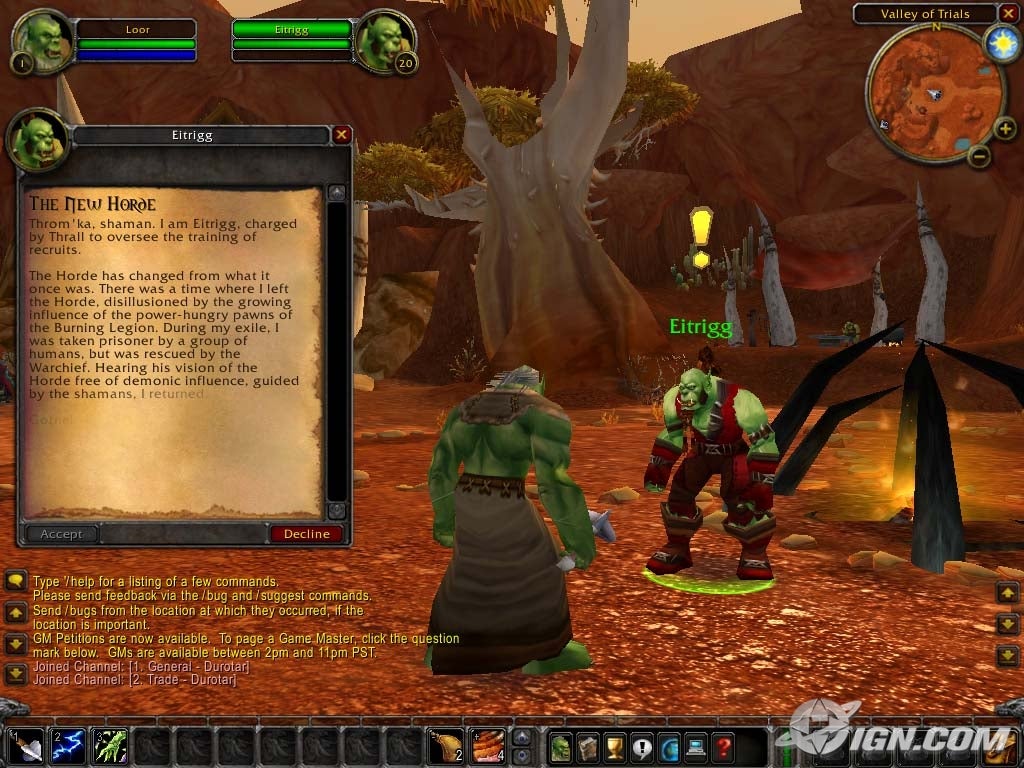 Loor
1
Eitrigg
20
Valley of Trials
N
Eitrigg
The New Horde
Throm'ka, shaman. I am Eitrigg, charged
by Thrall to oversee the training of
recruits.
The Horde has changed from what it
once was. There was a time where I left
the Horde, disillusioned by the growing
influence of the power-hungry pawns of
the Burning Legion. During my exile, I
was taken prisoner by a group of
humans, but was rescued by the
Warchief. Hearing his vision of the
Horde free of demonic influence, guided
by the shamans, I returned
Gornek
Accept
Decline
Eitrigg
Type '/help for a listing of a few commands.
Please send feedback via the /bug and /suggest commands.
Send /bugs from the location at which they occurred, if the
location is important.
GM Petitions are now available. To page a Game Master, click the question
mark below. GMs are available between 2pm and 11pm PST.
Joined Channel: [1. General - Durotar]
Joined Channel: [2. Trade - Durotar]
1
2
3
2
4
IGN.COM